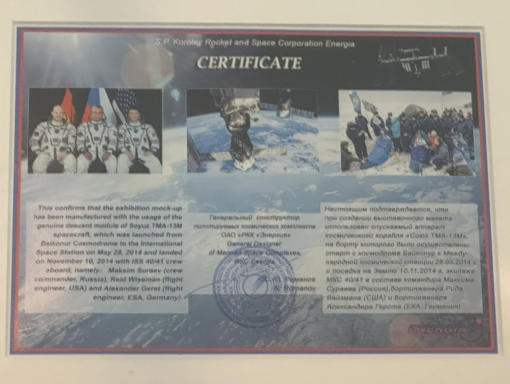 S.P. Korolev Rocket and Space Corporation Energia
CERTIFICATE
This confirms that the exhibition mock-up
has been manufactured with the usage of the
genuine descent module of Soyuz TMA-13M
spacecraft, which was launched from
Baikonur Cosmodrome to the International
Space Station on May 28, 2014 and landed
on November 10, 2014 with ISS 40/41 crew
aboard, namely: Maksim Suraev (crew
commander, Russia), Reid Wiseman (flight
engineer, USA) and Alexander Gerst (flight
engineer, ESA, Germany).
Генеральный конструктор
пилотируемых космических комплексов
ОАО «РКК «Энергия»
General Designer
of Manned Space Complexes,
RSC Energia
Романов
Romanov
Настоящим подтверждается, что
при создании выставочного макета
использован спускаемый аппарат
космического корабля «Союз ТМА-13М»,
на борту которого были осуществлены
старт с космодрома Байконур к Между-
народной космической станции 28.05.2014 г.
и посадка на Землю 10.11.2014 г. экипажа
МКС 40/41 в составе командира Максима
Сураева (Россия), бортинженера Рида
Вайзмана (США) и бортинженера
Александра Герста (ЕКА, Германия)